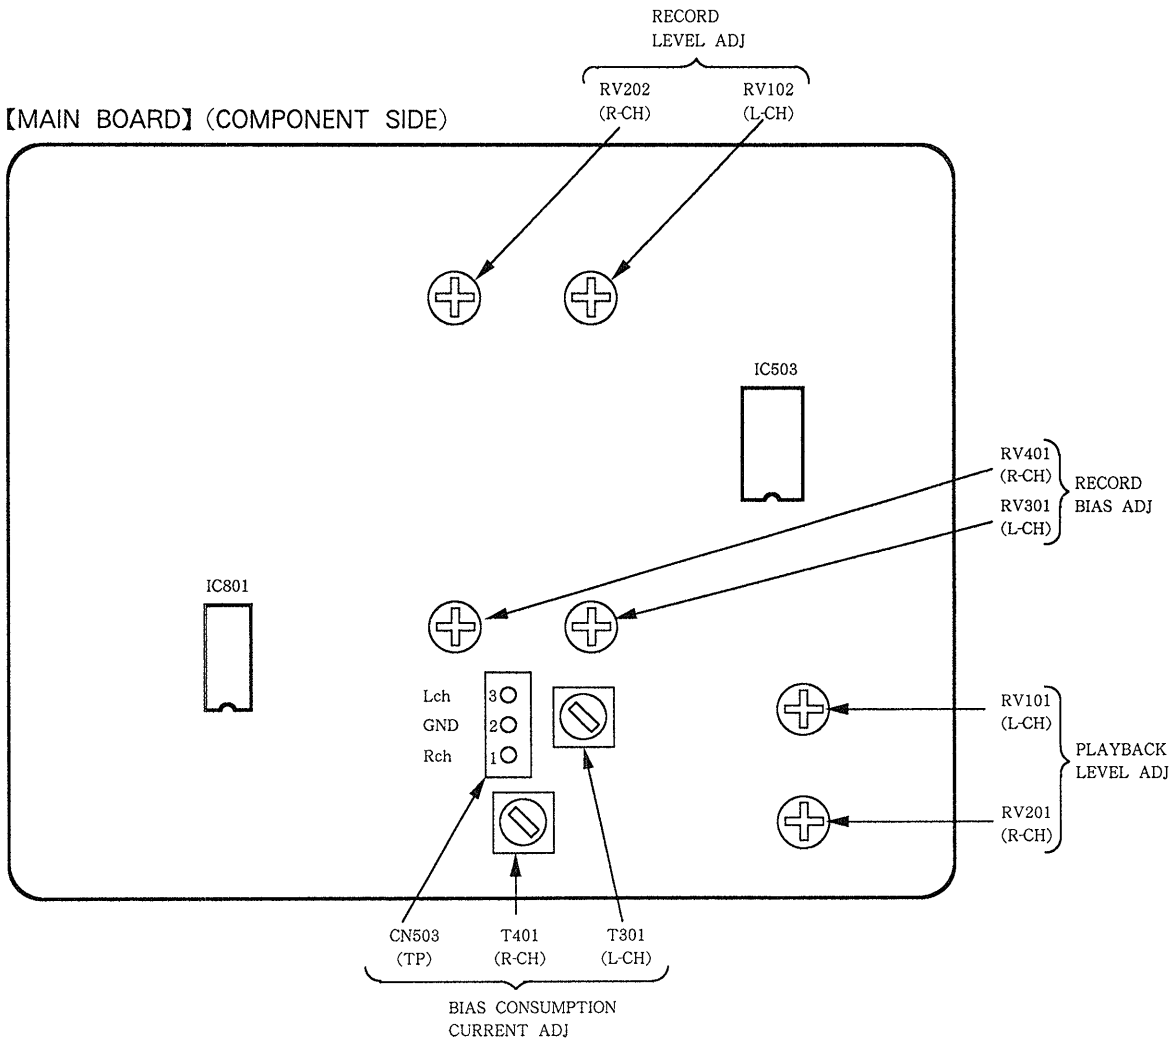 RECORD
LEVEL ADJ
RV202
(R-CH)
RV102
(L-CH)
【MAIN BOARD】 (COMPONENT SIDE)
IC503
RV401
(R-CH)
RV301
(L-CH)
RECORD
BIAS ADJ
IC801
Lch 3
GND 2
Rch 1
RV101
(L-CH)
RV201
(R-CH)
PLAYBACK
LEVEL ADJ
CN503
(TP)
T401
(R-CH)
T301
(L-CH)
BIAS CONSUMPTION
CURRENT ADJ